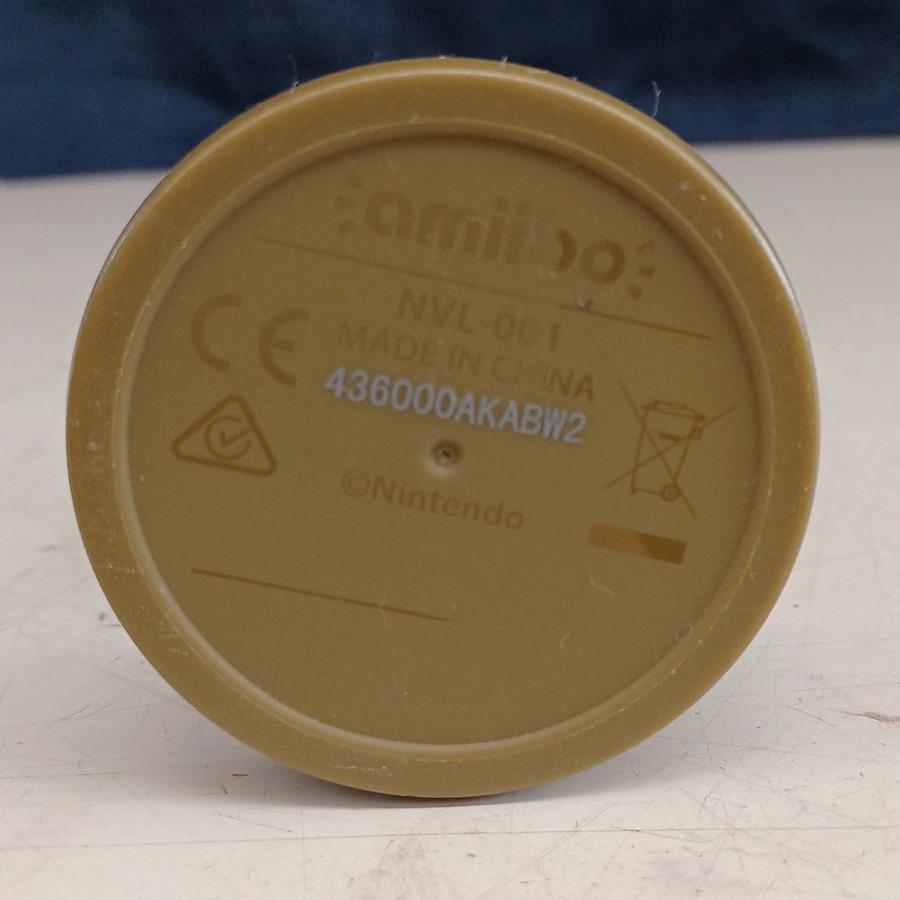 amiibo
NVL-001
MADE IN CHINA
CE
436000AKABW2
©Nintendo